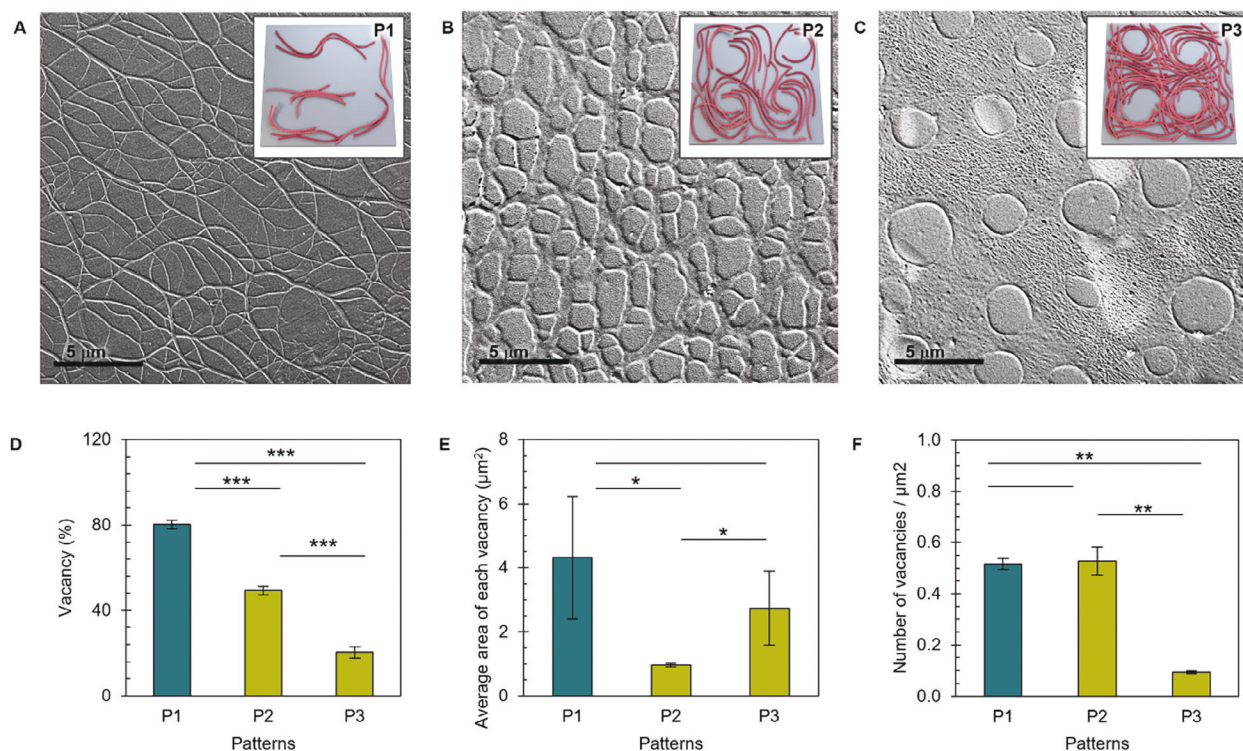 A
P1
5 μm
B
P2
5 μm
C
P3
5 μm
D
120
80
40
0
Vacancy (%)
***
***
***
P1 P2 P3
Patterns
E
8
6
4
2
0
Average area of each vacancy (μm²)
*
*
P1 P2 P3
Patterns
F
1.0
0.8
0.6
0.4
0.2
0.0
Number of vacancies / μm2
**
**
P1 P2 P3
Patterns